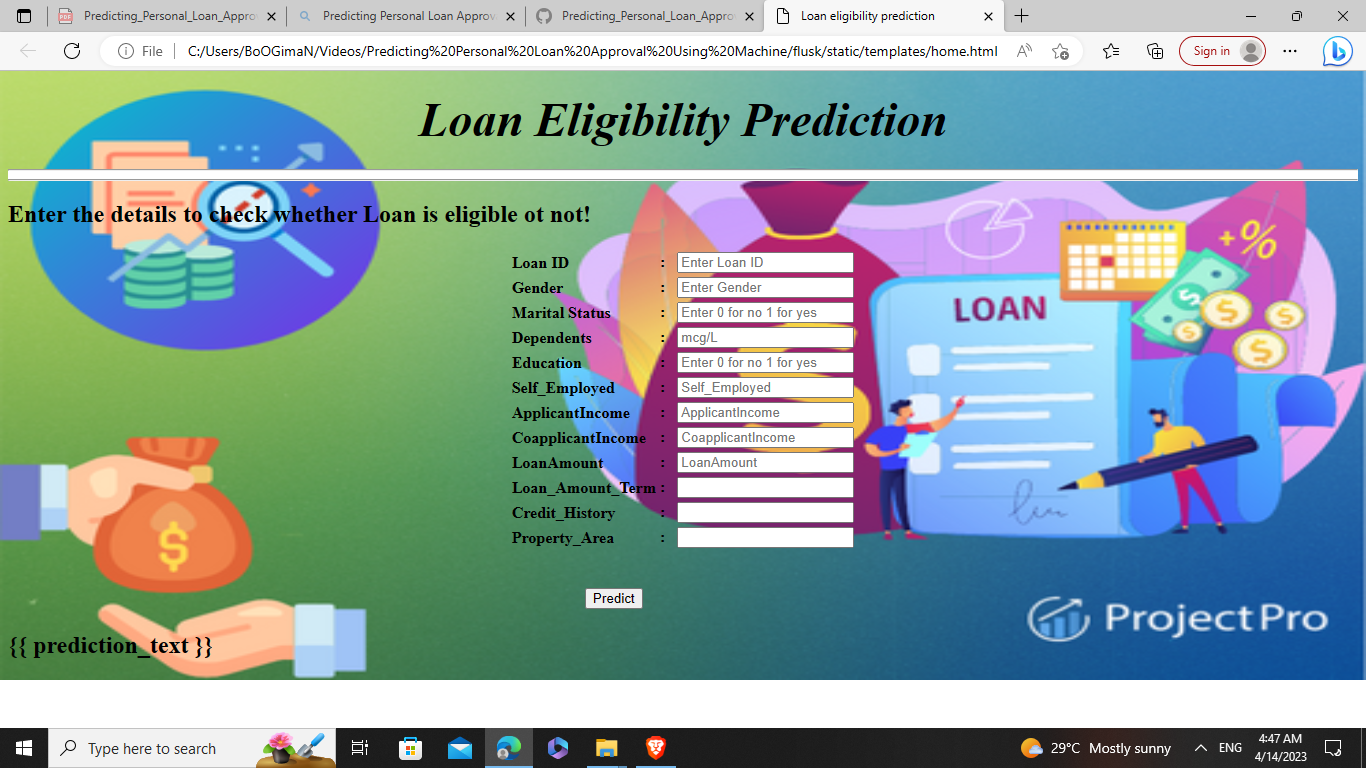 Predicting_Personal_Loan_Appro
Predicting Personal Loan Approv
Predicting_Personal_Loan_Appro
Loan eligibility prediction
File
C:/Users/BoOGimaN/Videos/Predicting%20Personal%20Loan%20Approval%20Using%20Machine/flusk/static/templates/home.html
Sign in
Loan Eligibility Prediction
Enter the details to check whether Loan is eligible ot not!
Loan ID : Enter Loan ID
Gender : Enter Gender
Marital Status : Enter 0 for no 1 for yes
Dependents : mcg/L
Education : Enter 0 for no 1 for yes
Self_Employed : Self_Employed
ApplicantIncome : ApplicantIncome
CoapplicantIncome : CoapplicantIncome
LoanAmount : LoanAmount
Loan_Amount_Term :
Credit_History :
Property_Area :
Predict
{{ prediction_text }}
LOAN
+%
ProjectPro
Type here to search
29°C Mostly sunny
ENG
4:47 AM
4/14/2023